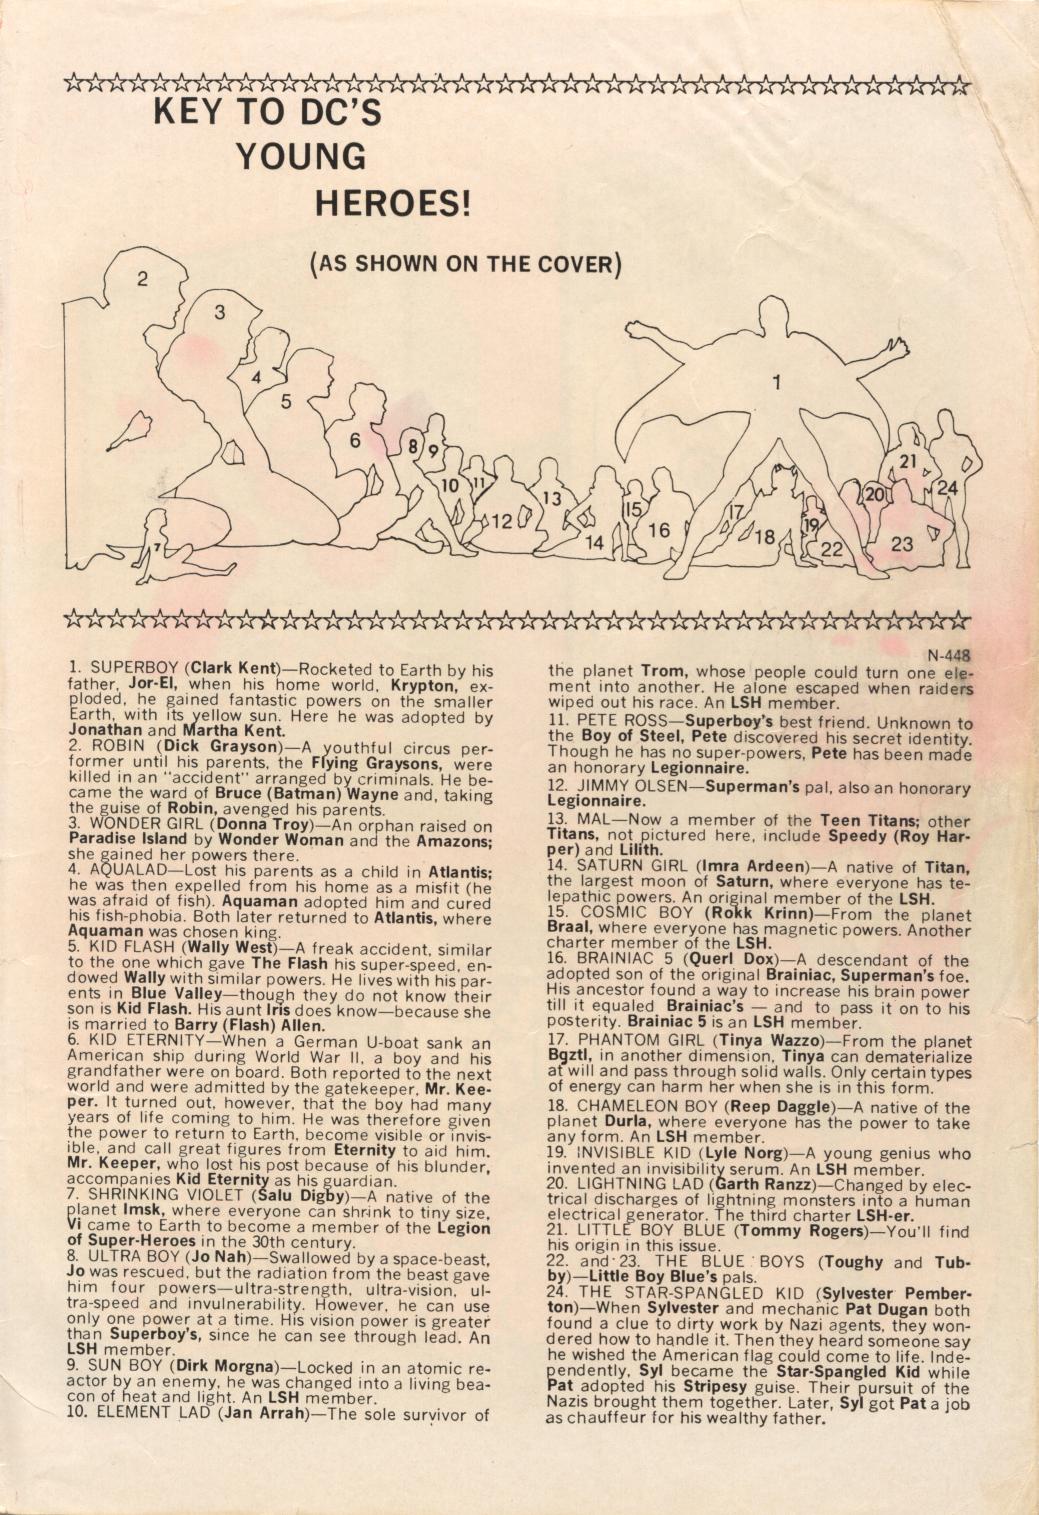 KEY TO DC'S
YOUNG
HEROES!
(AS SHOWN ON THE COVER)
2
3
4
5
6
8
9
10
11
12
13
14
15
16
7
1
17
18
19
20
21
22
23
24
N-448
1. SUPERBOY (Clark Kent)—Rocketed to Earth by his
father, Jor-El, when his home world, Krypton, ex-
ploded, he gained fantastic powers on the smaller
Earth, with its yellow sun. Here he was adopted by
Jonathan and Martha Kent.
2. ROBIN (Dick Grayson)—A youthful circus per-
former until his parents, the Flying Graysons, were
killed in an "accident" arranged by criminals. He be-
came the ward of Bruce (Batman) Wayne and, taking
the guise of Robin, avenged his parents.
3. WONDER GIRL (Donna Troy)—An orphan raised on
Paradise Island by Wonder Woman and the Amazons;
she gained her powers there.
4. AQUALAD—Lost his parents as a child in Atlantis;
he was then expelled from his home as a misfit (he
was afraid of fish). Aquaman adopted him and cured
his fish-phobia. Both later returned to Atlantis, where
Aquaman was chosen king.
5. KID FLASH (Wally West)—A freak accident, similar
to the one which gave The Flash his super-speed, en-
dowed Wally with similar powers. He lives with his par-
ents in Blue Valley—though they do not know their
son is Kid Flash. His aunt Iris does know—because she
is married to Barry (Flash) Allen.
6. KID ETERNITY—When a German U-boat sank an
American ship during World War II, a boy and his
grandfather were on board. Both reported to the next
world and were admitted by the gatekeeper, Mr. Kee-
per. It turned out, however, that the boy had many
years of life coming to him. He was therefore given
the power to return to Earth, become visible or invis-
ible, and call great figures from Eternity to aid him.
Mr. Keeper, who lost his post because of his blunder,
accompanies Kid Eternity as his guardian.
7. SHRINKING VIOLET (Salu Digby)—A native of the
planet Imsk, where everyone can shrink to tiny size,
Vi came to Earth to become a member of the Legion
of Super-Heroes in the 30th century.
8. ULTRA BOY (Jo Nah)—Swallowed by a space-beast,
Jo was rescued, but the radiation from the beast gave
him four powers—ultra-strength, ultra-vision, ul-
tra-speed and invulnerability. However, he can use
only one power at a time. His vision power is greater
than Superboy's, since he can see through lead. An
LSH member.
9. SUN BOY (Dirk Morgna)—Locked in an atomic re-
actor by an enemy, he was changed into a living bea-
con of heat and light. An LSH member.
10. ELEMENT LAD (Jan Arrah)—The sole survivor of
the planet Trom, whose people could turn one ele-
ment into another. He alone escaped when raiders
wiped out his race. An LSH member.
11. PETE ROSS—Superboy's best friend. Unknown to
the Boy of Steel, Pete discovered his secret identity.
Though he has no super-powers, Pete has been made
an honorary Legionnaire.
12. JIMMY OLSEN—Superman's pal, also an honorary
Legionnaire.
13. MAL—Now a member of the Teen Titans; other
Titans, not pictured here, include Speedy (Roy Har-
per) and Lilith.
14. SATURN GIRL (Imra Ardeen)—A native of Titan,
the largest moon of Saturn, where everyone has te-
lepathic powers. An original member of the LSH.
15. COSMIC BOY (Rokk Krinn)—From the planet
Braal, where everyone has magnetic powers. Another
charter member of the LSH.
16. BRAINIAC 5 (Querl Dox)—A descendant of the
adopted son of the original Brainiac, Superman's foe.
His ancestor found a way to increase his brain power
till it equaled Brainiac's — and to pass it on to his
posterity. Brainiac 5 is an LSH member.
17. PHANTOM GIRL (Tinya Wazzo)—From the planet
Bgztl, in another dimension, Tinya can dematerialize
at will and pass through solid walls. Only certain types
of energy can harm her when she is in this form.
18. CHAMELEON BOY (Reep Daggle)—A native of the
planet Durla, where everyone has the power to take
any form. An LSH member.
19. INVISIBLE KID (Lyle Norg)—A young genius who
invented an invisibility serum. An LSH member.
20. LIGHTNING LAD (Garth Ranzz)—Changed by elec-
trical discharges of lightning monsters into a human
electrical generator. The third charter LSH-er.
21. LITTLE BOY BLUE (Tommy Rogers)—You'll find
his origin in this issue.
22. and 23. THE BLUE BOYS (Toughy and Tub-
by)—Little Boy Blue's pals.
24. THE STAR-SPANGLED KID (Sylvester Pember-
ton)—When Sylvester and mechanic Pat Dugan both
found a clue to dirty work by Nazi agents, they won-
dered how to handle it. Then they heard someone say
he wished the American flag could come to life. Inde-
pendently, Syl became the Star-Spangled Kid while
Pat adopted his Stripesy guise. Their pursuit of the
Nazis brought them together. Later, Syl got Pat a job
as chauffeur for his wealthy father.